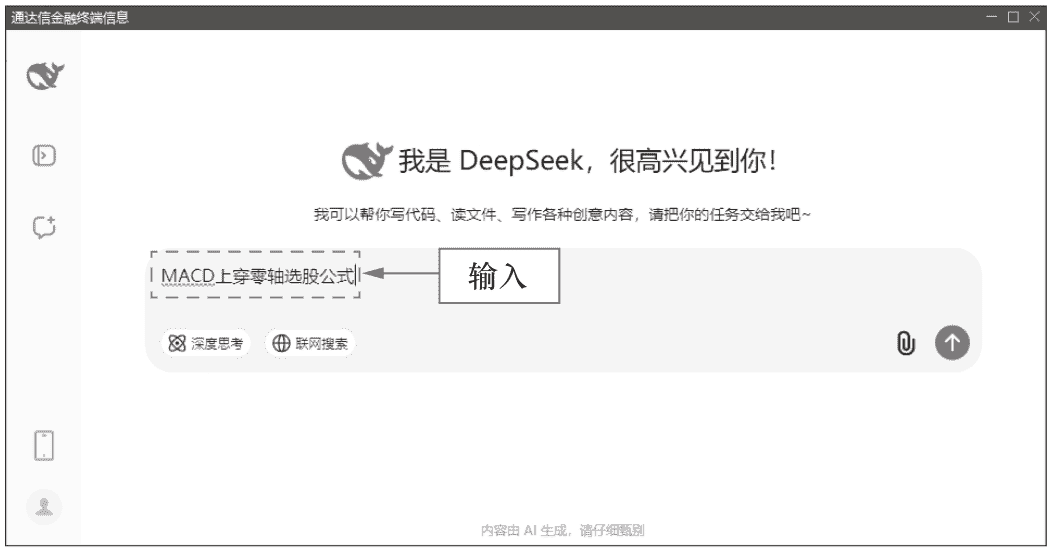 通达信金融终端信息
我是 DeepSeek，很高兴见到你！
我可以帮你写代码、读文件、写作各种创意内容，请把你的任务交给我吧~
MACD上穿零轴选股公式
输入
深度思考
联网搜索
内容由 AI 生成，请仔细甄别